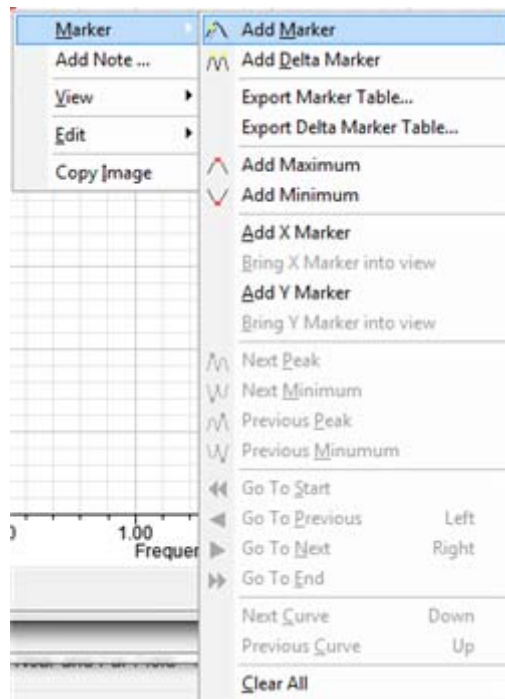 Marker
Add Note ...
View
Edit
Copy Image
Add Marker
Add Delta Marker
Export Marker Table...
Export Delta Marker Table...
Add Maximum
Add Minimum
Add X Marker
Bring X Marker into view
Add Y Marker
Bring Y Marker into view
Next Peak
Next Minimum
Previous Peak
Previous Minumum
Go To Start
Go To Previous Left
Go To Next Right
Go To End
Next Curve Down
Previous Curve Up
Clear All
1.00
Frequen